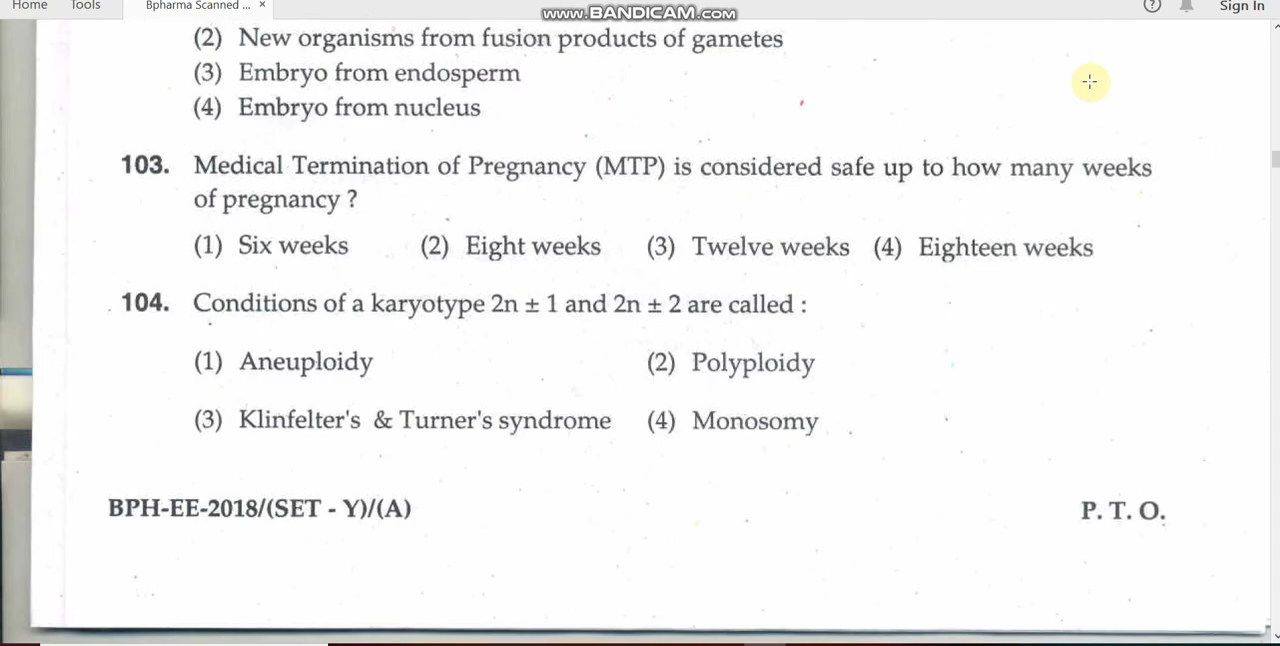 Home Tools Bpharma Scanned ... × Sign In
www.BANDICAM.com
(2) New organisms from fusion products of gametes
(3) Embryo from endosperm
(4) Embryo from nucleus
103. Medical Termination of Pregnancy (MTP) is considered safe up to how many weeks
of pregnancy ?
(1) Six weeks (2) Eight weeks (3) Twelve weeks (4) Eighteen weeks
104. Conditions of a karyotype 2n ± 1 and 2n ± 2 are called :
(1) Aneuploidy (2) Polyploidy
(3) Klinfelter's & Turner's syndrome (4) Monosomy
BPH-EE-2018/(SET - Y)/(A) P. T. O.